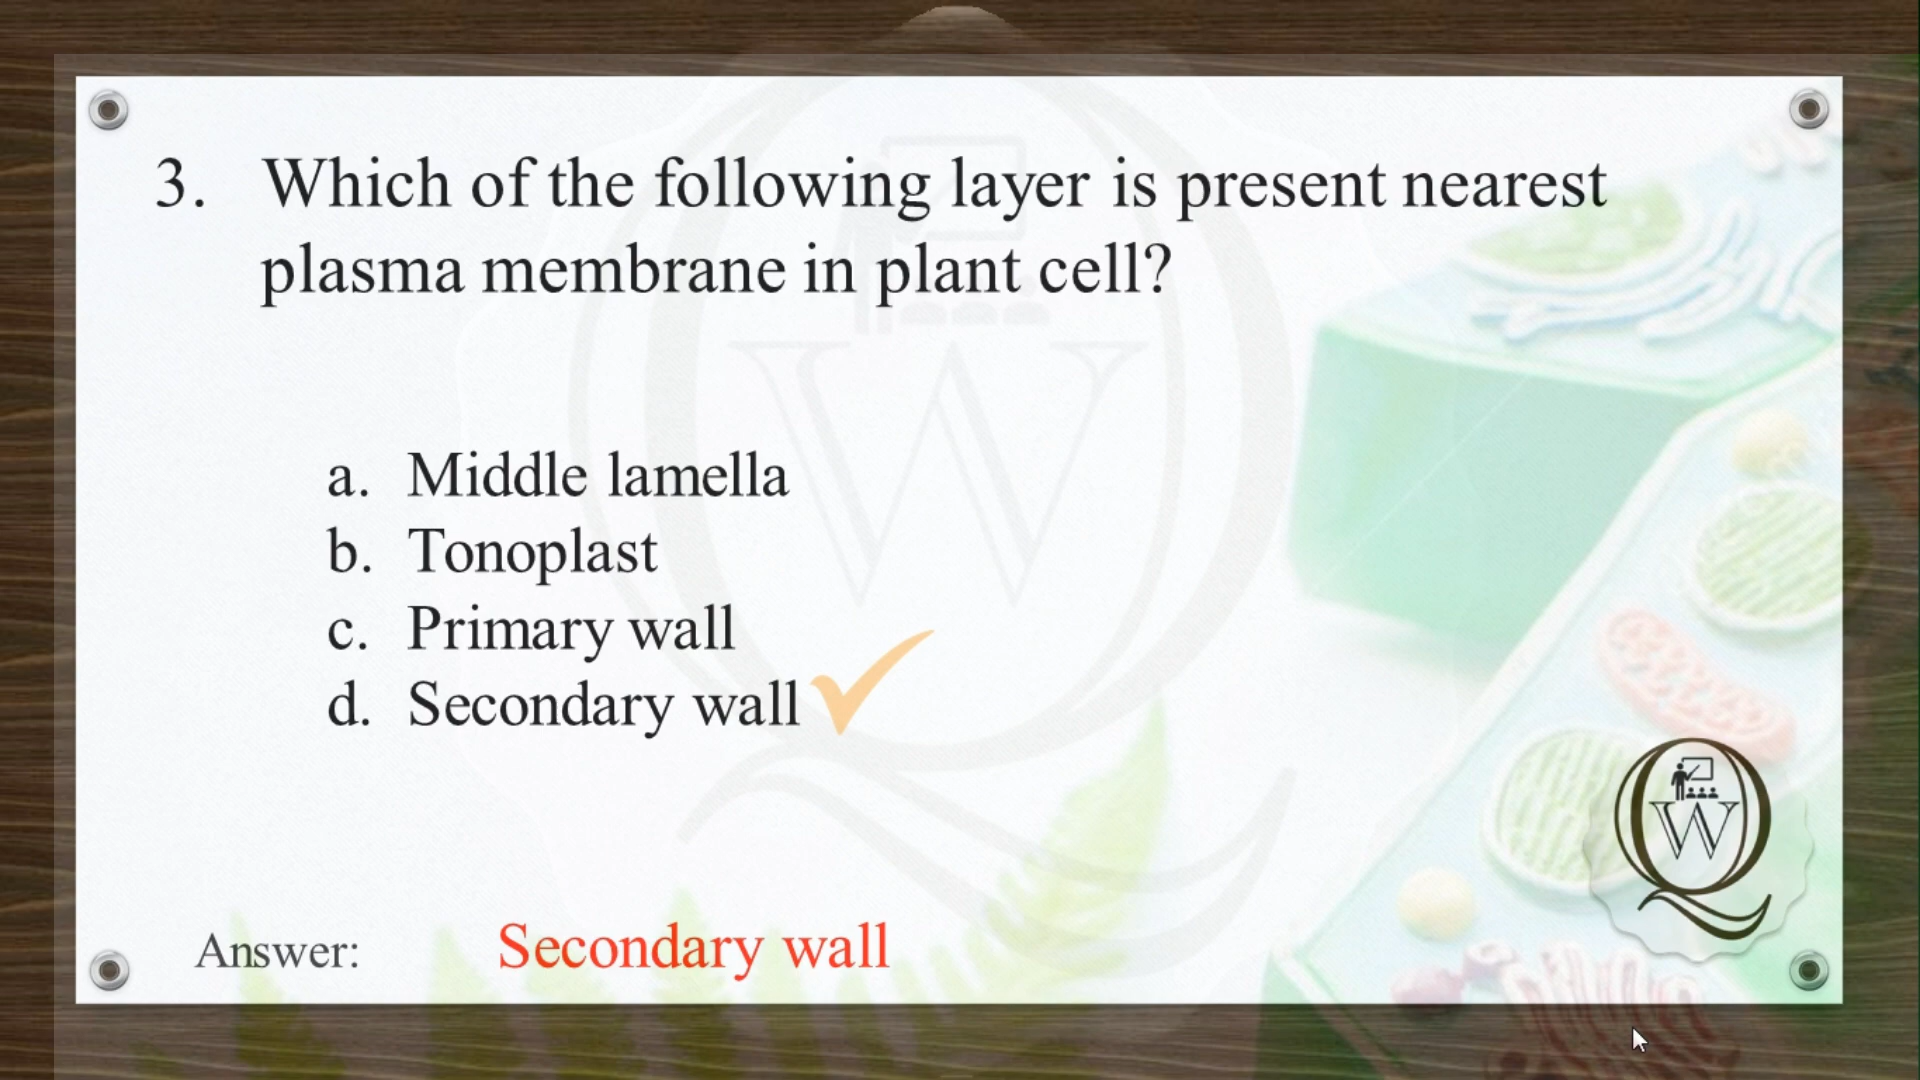 3. Which of the following layer is present nearest
plasma membrane in plant cell?
a. Middle lamella
b. Tonoplast
c. Primary wall
d. Secondary wall
Answer: Secondary wall
QW